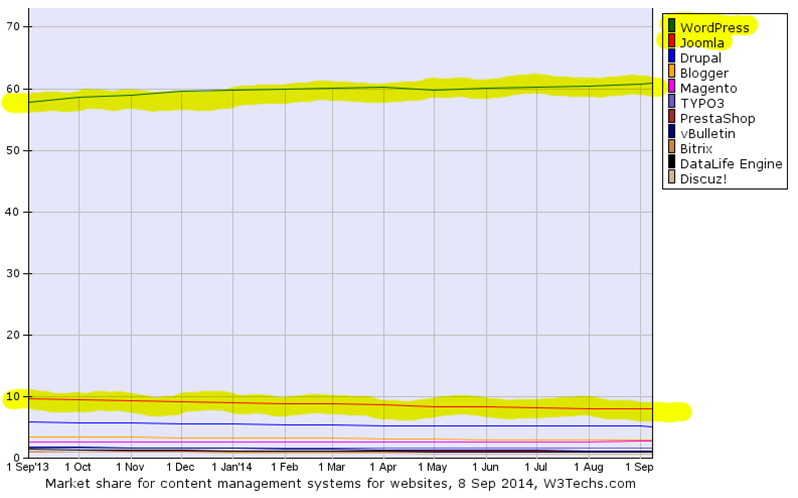 70
60
50
40
30
20
10
0
1 Sep'13 1 Oct 1 Nov 1 Dec 1 Jan'14 1 Feb 1 Mar 1 Apr 1 May 1 Jun 1 Jul 1 Aug 1 Sep
Market share for content management systems for websites, 8 Sep 2014, W3Techs.com
WordPress
Joomla
Drupal
Blogger
Magento
TYPO3
PrestaShop
vBulletin
Bitrix
DataLife Engine
Discuz!